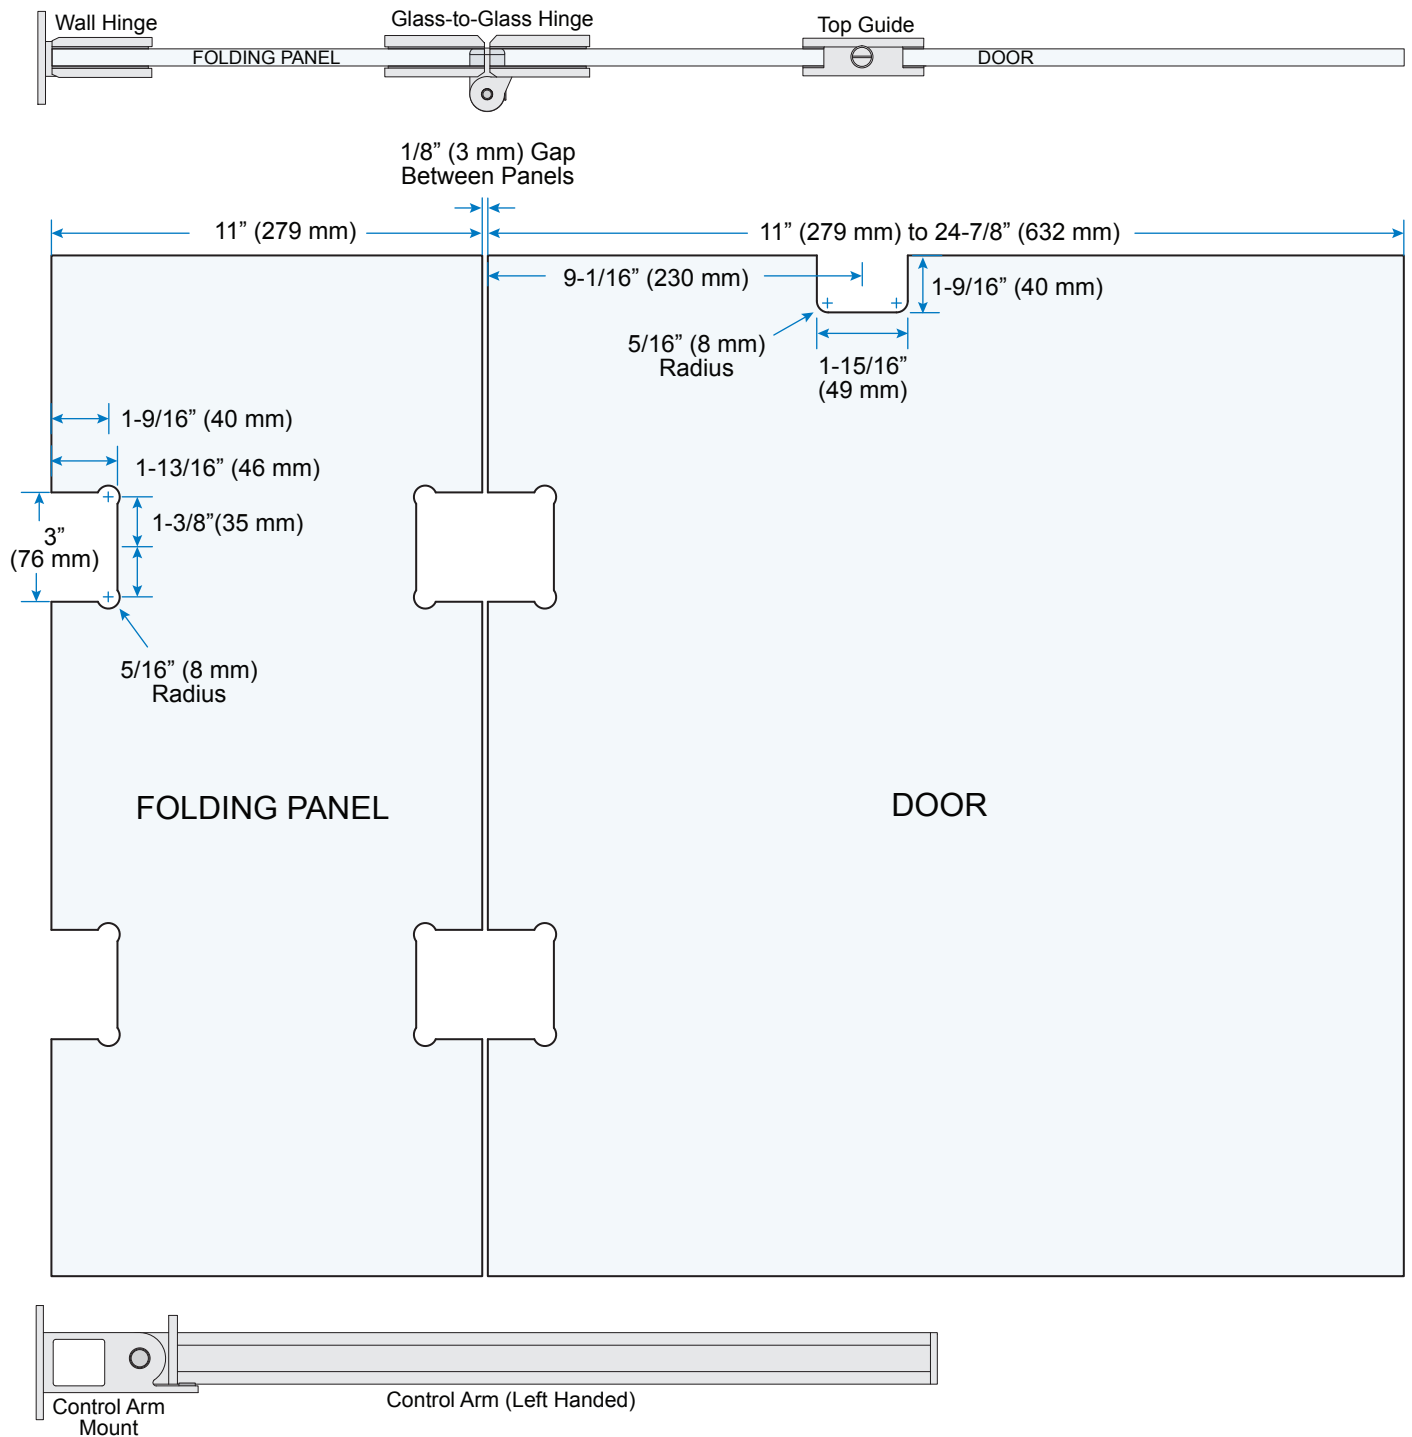 Wall Hinge
Glass-to-Glass Hinge
Top Guide
FOLDING PANEL
DOOR
1/8” (3 mm) Gap
Between Panels
11” (279 mm)
11” (279 mm) to 24-7/8” (632 mm)
9-1/16” (230 mm)
1-9/16” (40 mm)
5/16” (8 mm)
Radius
1-15/16”
(49 mm)
1-9/16” (40 mm)
1-13/16” (46 mm)
1-3/8”(35 mm)
3”
(76 mm)
5/16” (8 mm)
Radius
FOLDING PANEL
DOOR
Control Arm
Mount
Control Arm (Left Handed)